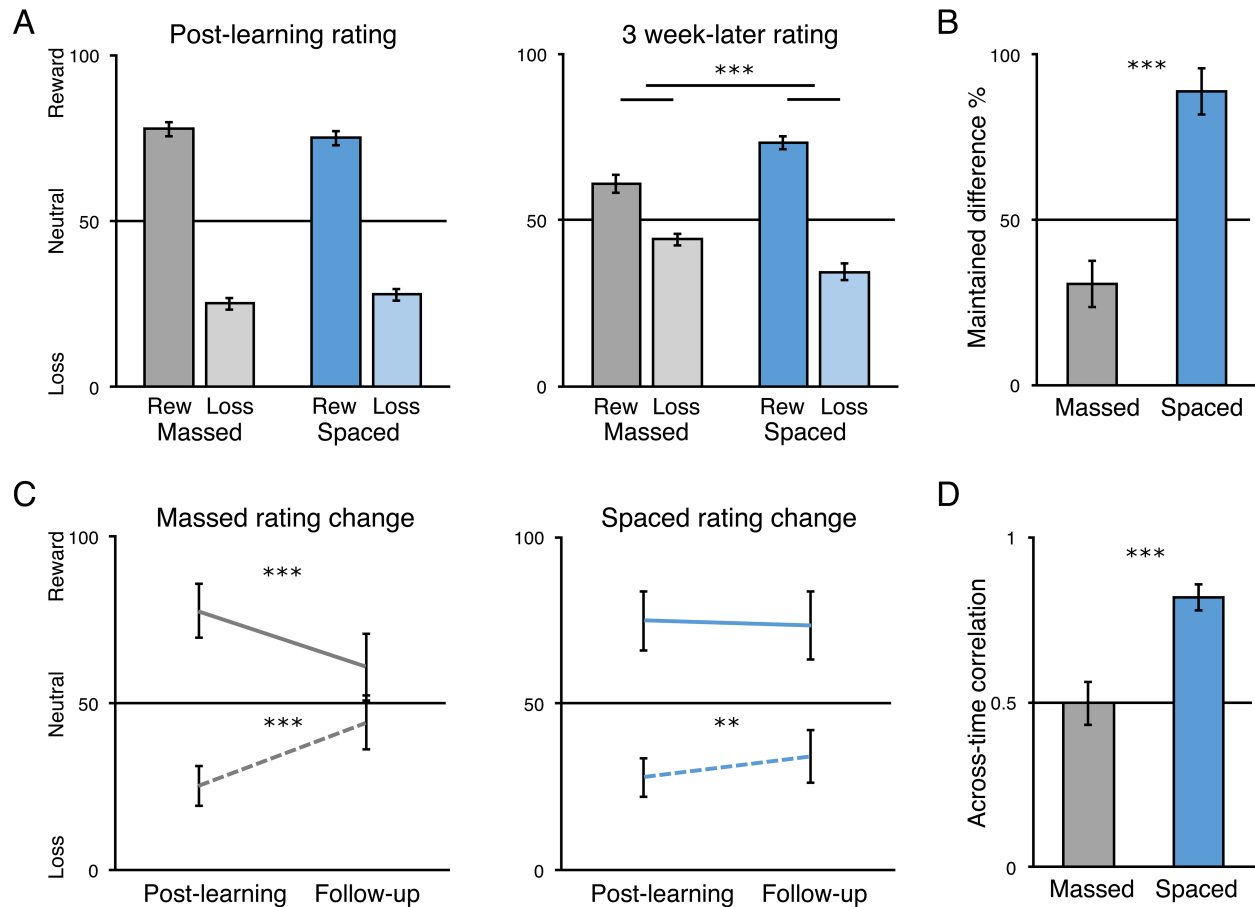 A
Post-learning rating
100
50
0
Reward
Neutral
Loss
Rew Loss Rew Loss
Massed Spaced
3 week-later rating
100
50
0
***
Rew Loss Rew Loss
Massed Spaced
B
Maintained difference %
100
50
0
***
Massed Spaced
C
Massed rating change
100
50
0
Reward
Neutral
Loss
***
***
Post-learning Follow-up
Spaced rating change
100
50
0
**
Post-learning Follow-up
D
Across-time correlation
1
0.5
0
***
Massed Spaced